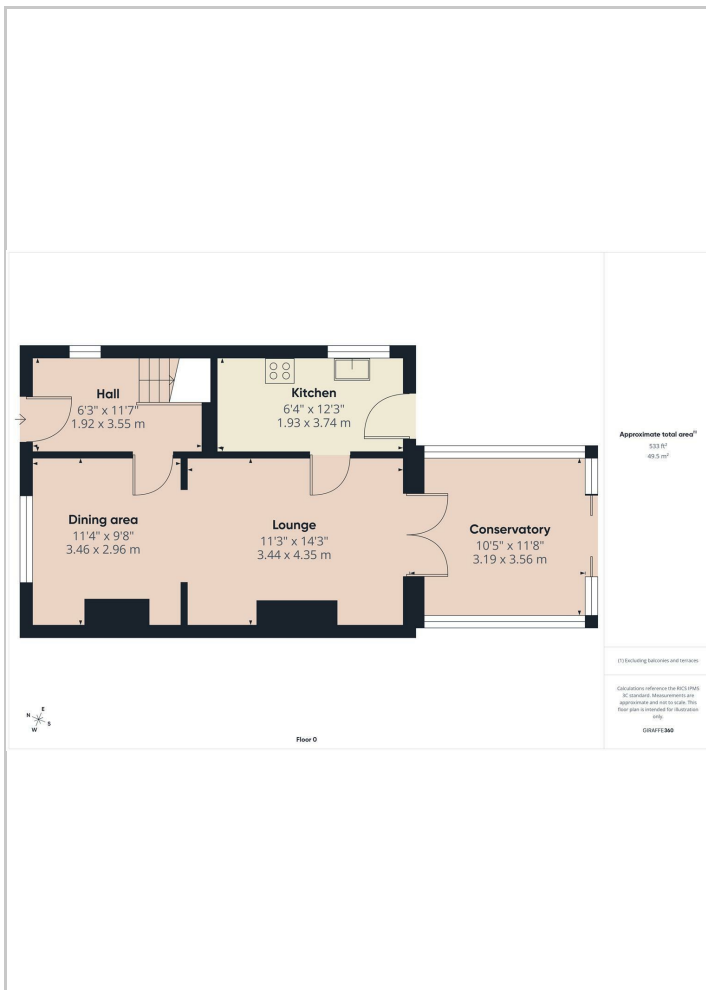 Hall
6'3" x 11'7"
1.92 x 3.55 m
Kitchen
6'4" x 12'3"
1.93 x 3.74 m
Dining area
11'4" x 9'8"
3.46 x 2.96 m
Lounge
11'3" x 14'3"
3.44 x 4.35 m
Conservatory
10'5" x 11'8"
3.19 x 3.56 m
Approximate total area(1)
533 ft²
49.5 m²
(1) Excluding balconies and terraces
Calculations reference the RICS IPMS
3C standard. Measurements are
approximate and not to scale. This
floor plan is intended for illustration
only.
GIRAFFE360
N
E
S
W
Floor 0